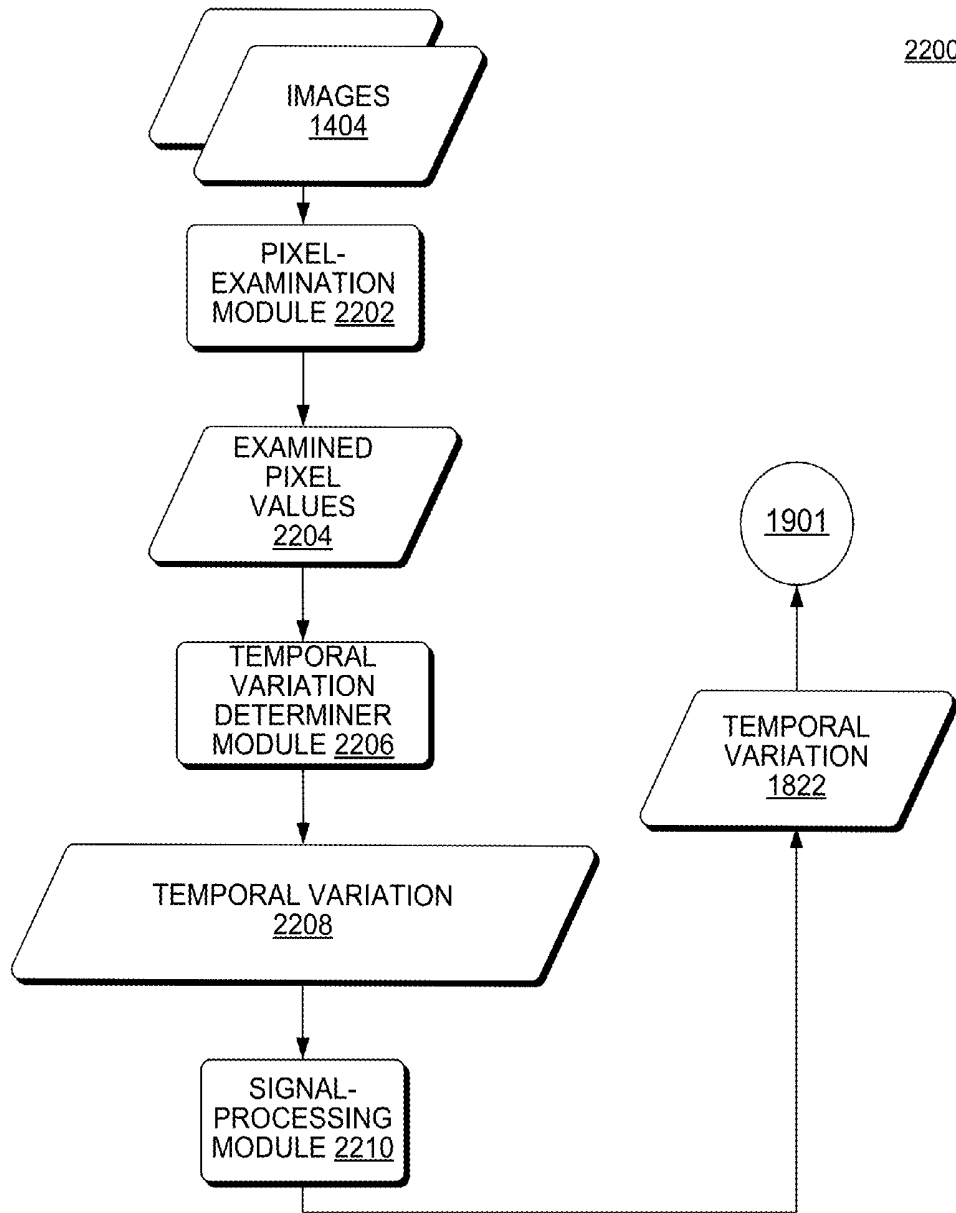 2200
IMAGES
1404
PIXEL-
EXAMINATION
MODULE 2202
EXAMINED
PIXEL
VALUES
2204
TEMPORAL
VARIATION
DETERMINER
MODULE 2206
TEMPORAL VARIATION
2208
SIGNAL-
PROCESSING
MODULE 2210
TEMPORAL
VARIATION
1822
1901